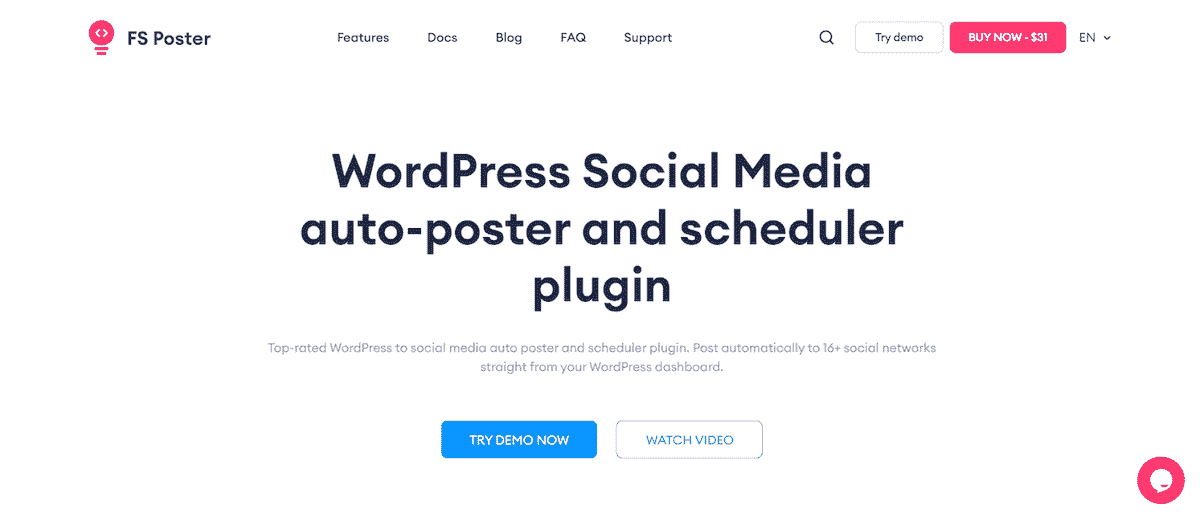 FS Poster
Features
Docs
Blog
FAQ
Support
Try demo
BUY NOW - $31
EN
WordPress Social Media
auto-poster and scheduler
plugin
Top-rated WordPress to social media auto poster and scheduler plugin. Post automatically to 16+ social networks
straight from your WordPress dashboard.
TRY DEMO NOW
WATCH VIDEO